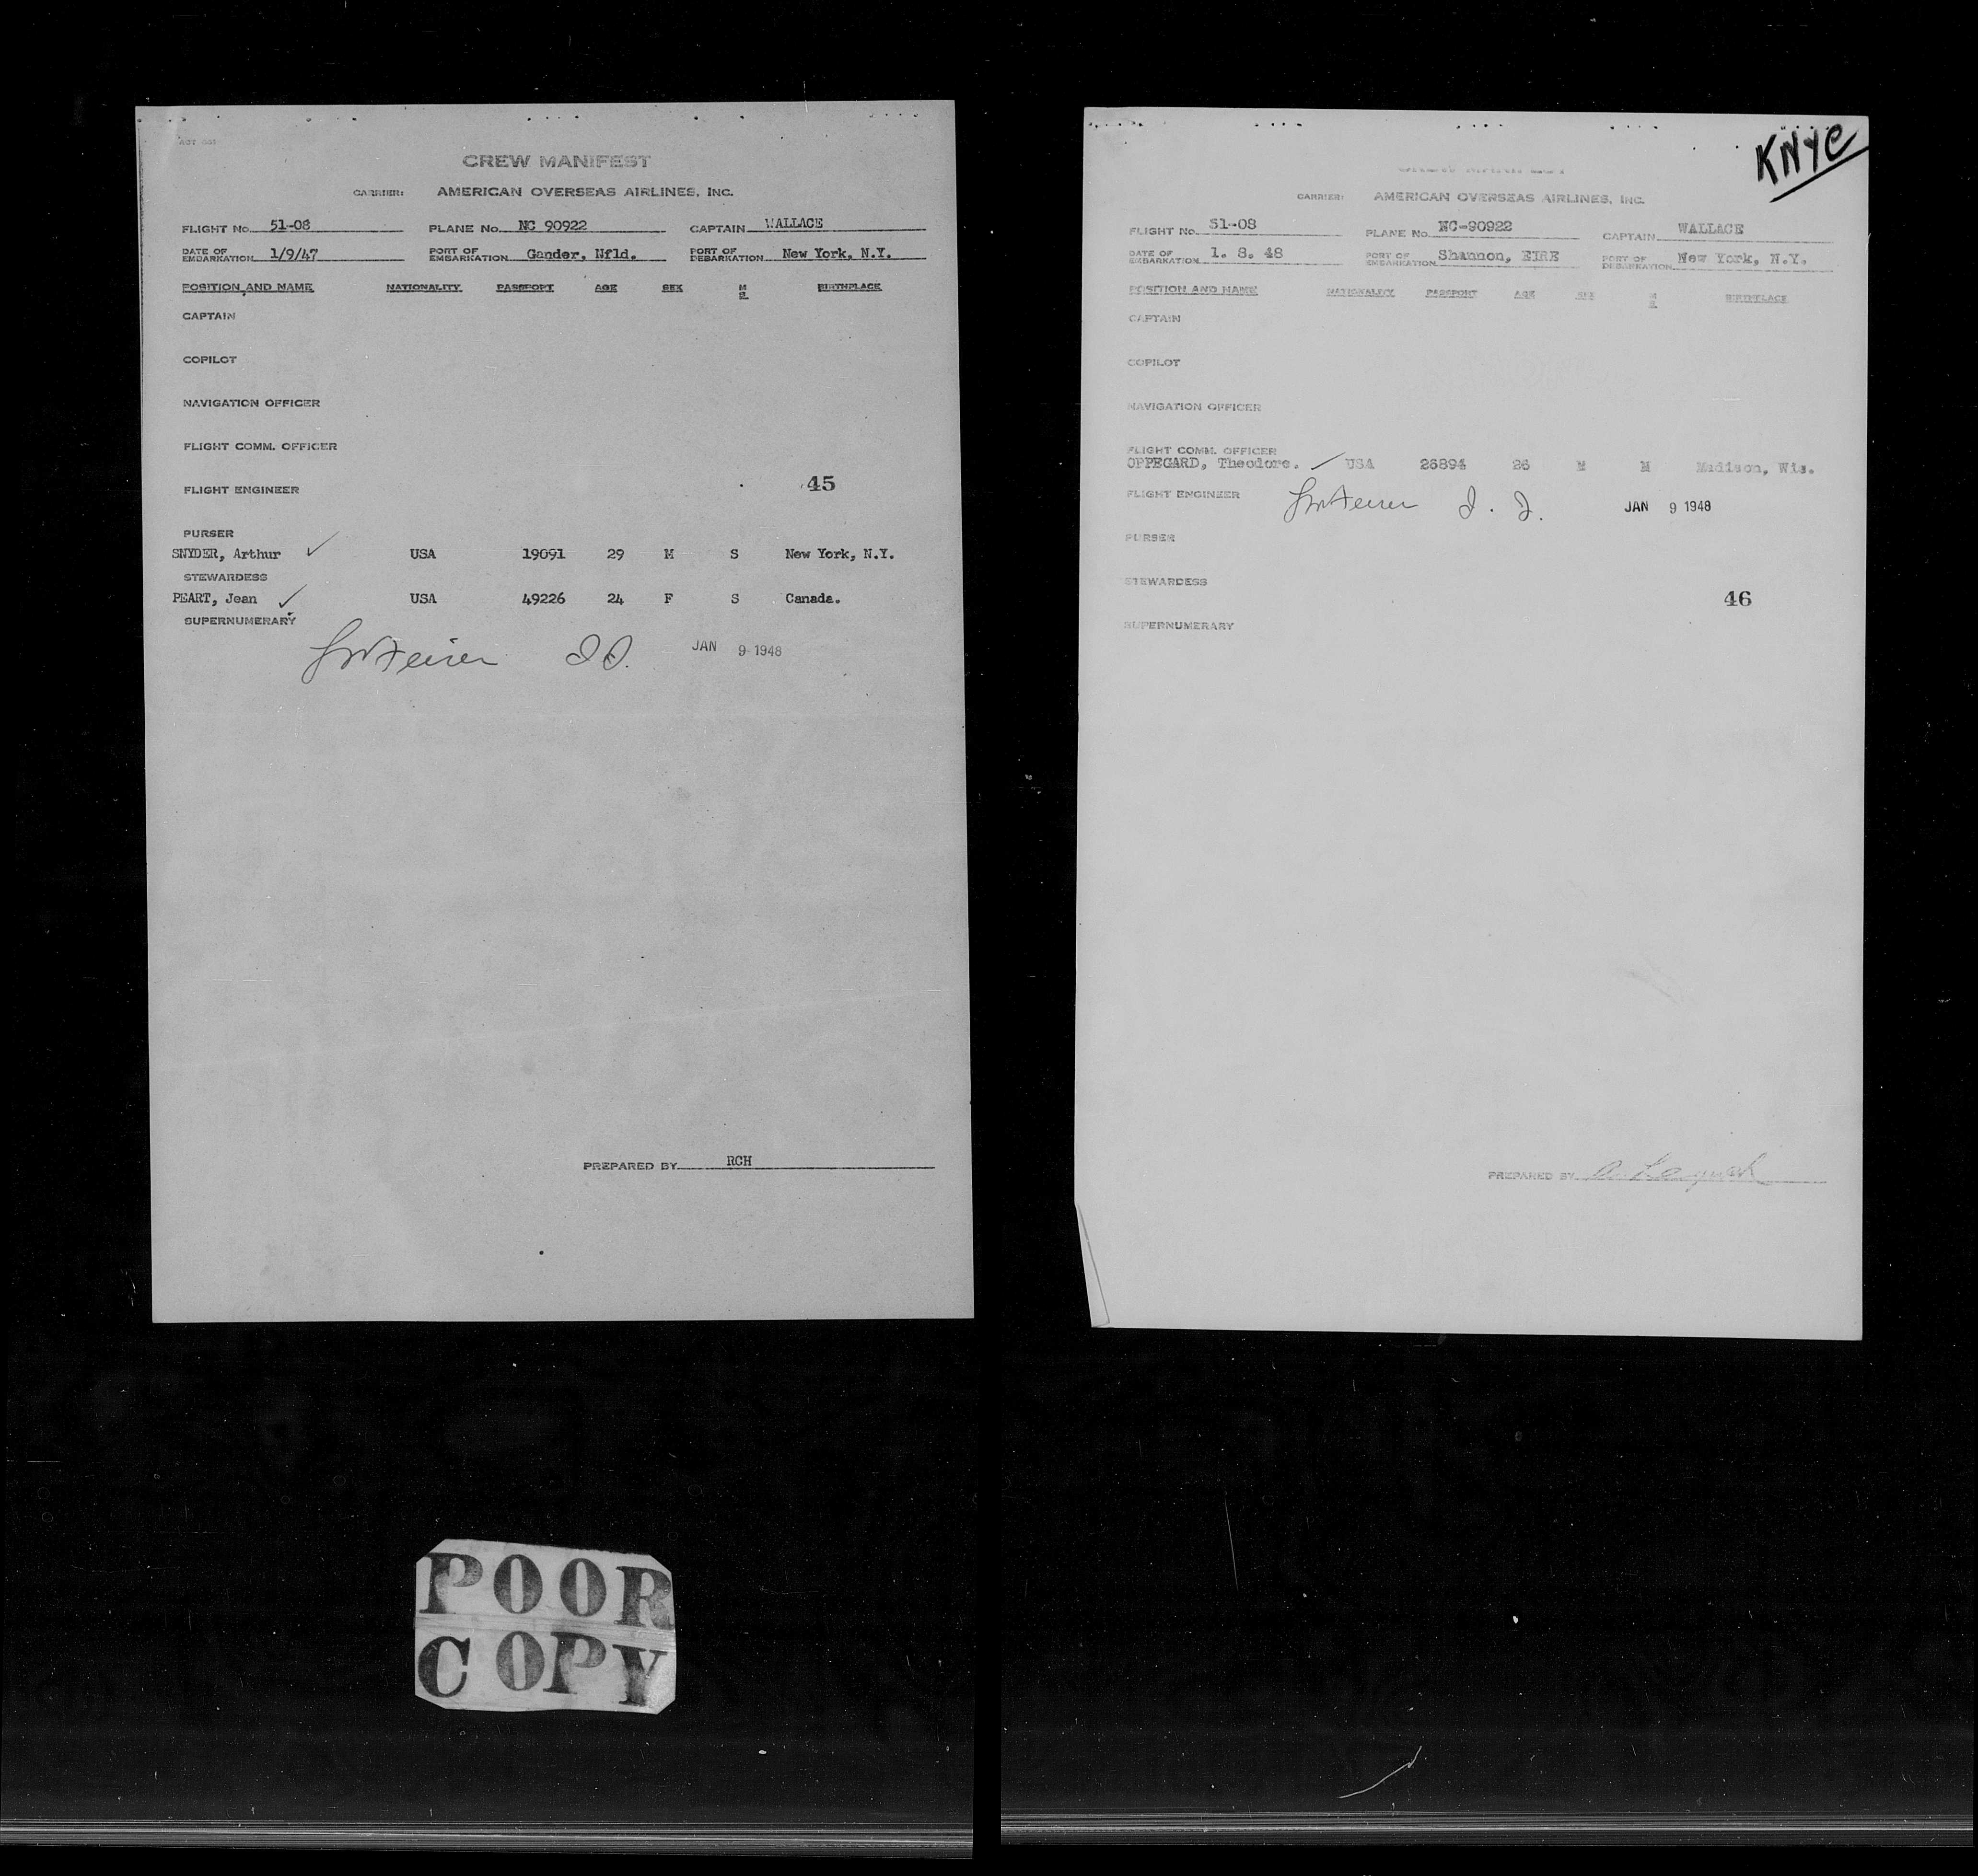 CREW MANIFEST
CARRIER: AMERICAN OVERSEAS AIRLINES, INC.
FLIGHT No. 51-08 PLANE No. NC 90922 CAPTAIN WALLACE
DATE OF EMBARKATION 1/9/47 PORT OF EMBARKATION Gander, Nfld. PORT OF DEBARKATION New York, N.Y.
POSITION AND NAME NATIONALITY PASSPORT AGE SEX M S BIRTHPLACE
CAPTAIN
COPILOT
NAVIGATION OFFICER
FLIGHT COMM. OFFICER
45
FLIGHT ENGINEER
PURSER
SNYDER, Arthur ✓ USA 19091 29 M S New York, N.Y.
STEWARDESS
PEART, Jean ✓ USA 49226 24 F S Canada.
SUPERNUMERARY
JAN 9 1948
PREPARED BY RCH
POOR
COPY
KNYC
CARRIER: AMERICAN OVERSEAS AIRLINES, INC.
FLIGHT No. 51-08 PLANE No. NC-90922 CAPTAIN WALLACE
DATE OF EMBARKATION 1. 8. 48 PORT OF EMBARKATION Shannon, EIRE PORT OF DEBARKATION New York, N.Y.
POSITION AND NAME NATIONALITY PASSPORT AGE SEX M S BIRTHPLACE
CAPTAIN
COPILOT
NAVIGATION OFFICER
FLIGHT COMM. OFFICER
OPPEGARD, Theodore. ✓ USA 26894 26 M M Madison, Wis.
FLIGHT ENGINEER
JAN 9 1948
PURSER
STEWARDESS
46
SUPERNUMERARY
PREPARED BY